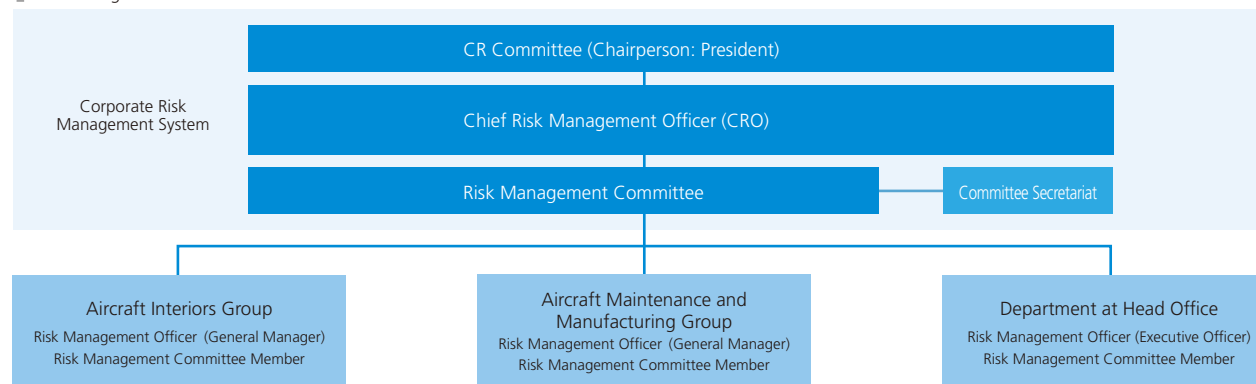 CR Committee (Chairperson: President)
Corporate Risk
Management System
Chief Risk Management Officer (CRO)
Risk Management Committee
Committee Secretariat
Aircraft Interiors Group
Risk Management Officer (General Manager)
Risk Management Committee Member
Aircraft Maintenance and
Manufacturing Group
Risk Management Officer (General Manager)
Risk Management Committee Member
Department at Head Office
Risk Management Officer (Executive Officer)
Risk Management Committee Member